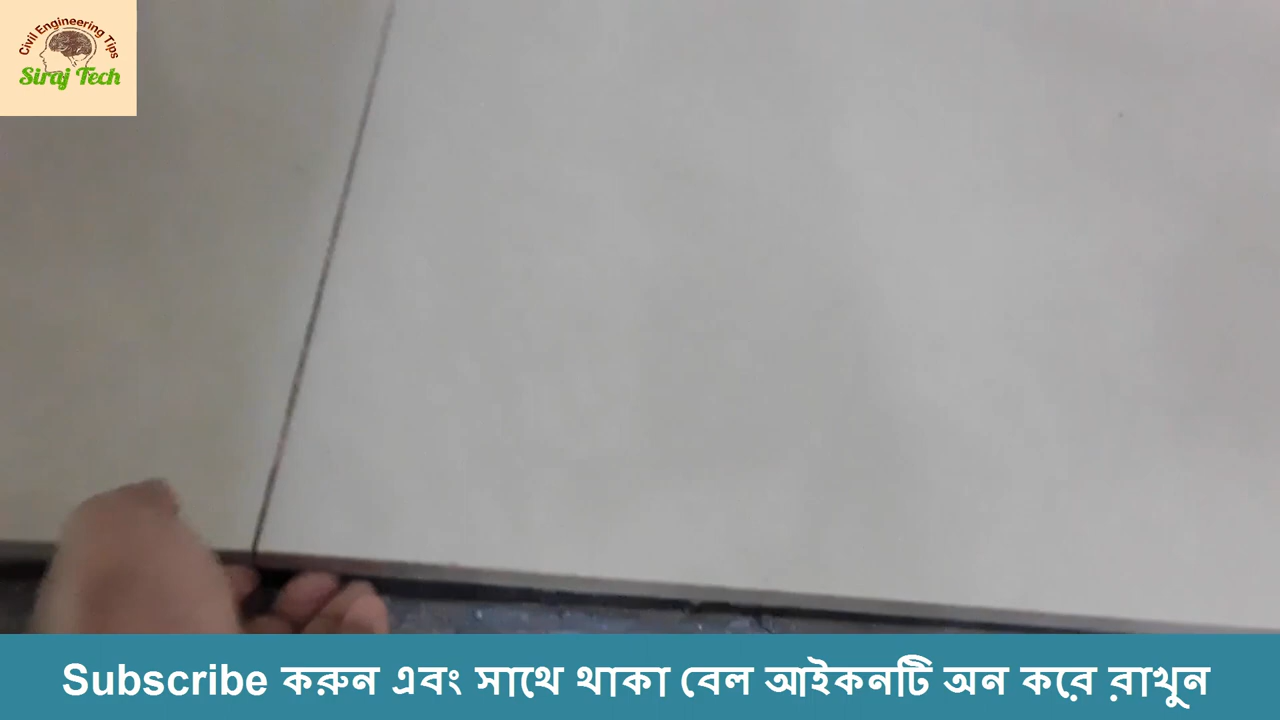 Civil Engineering Tips
Siraj Tech
Subscribe করুন এবং সাথে থাকা বেল আইকনটি অন করে রাখুন